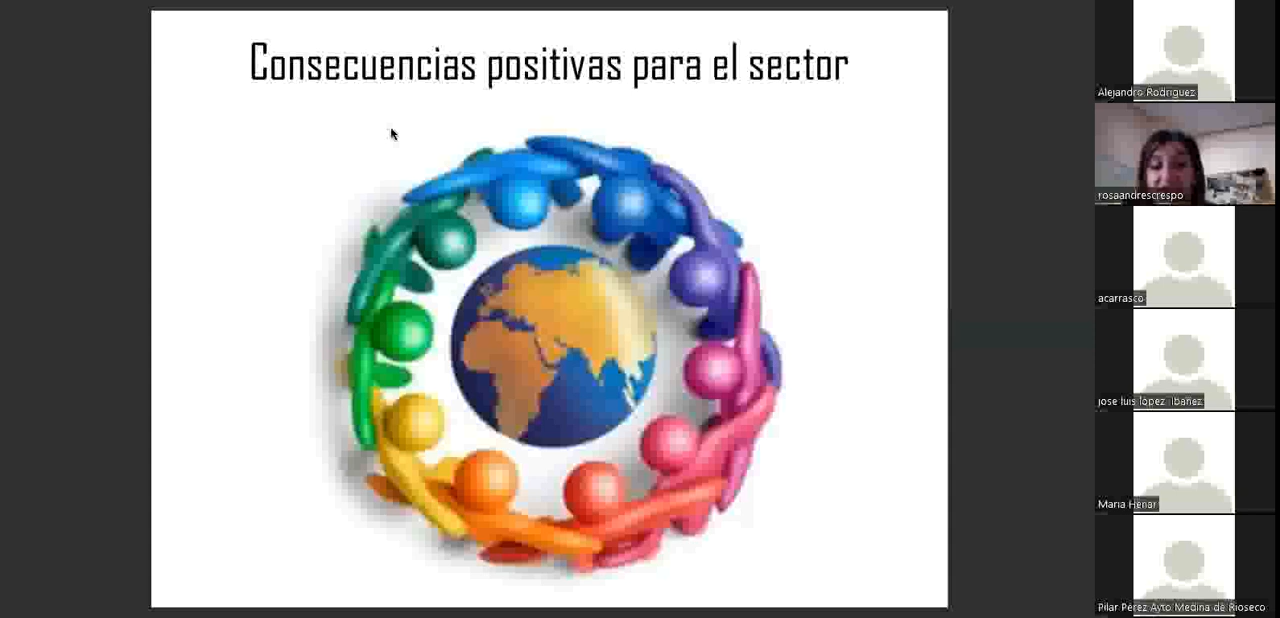 Consecuencias positivas para el sector
Alejandro Rodriguez
rosaandrescrespo
acarrasco
jose luis lopez ibañez
Maria Henar
Pilar Pérez Ayto Medina de Rioseco